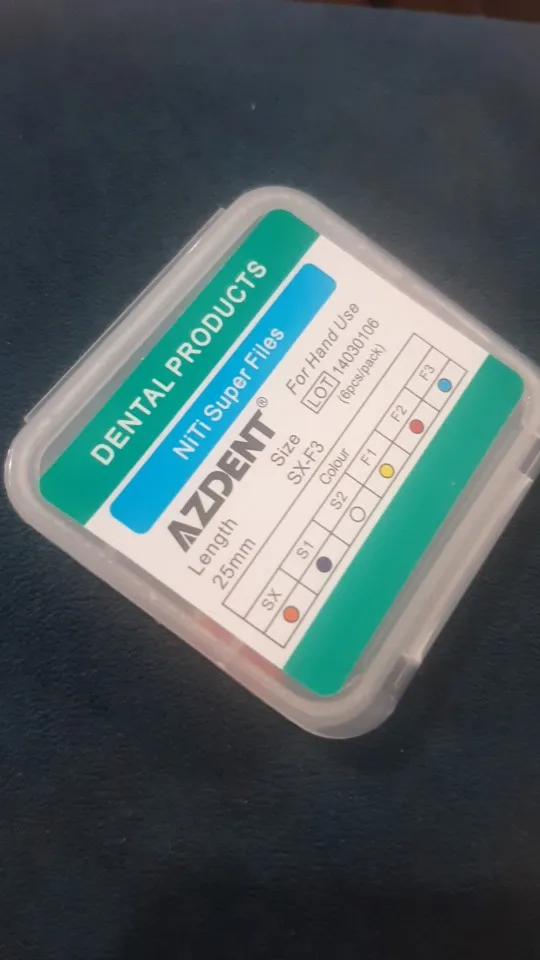 DENTAL PRODUCTS
NiTi Super Files
AZDENT®
For Hand Use
LOT 14030106
(6pcs/pack)
Length
25mm
Size
SX-F3
Colour
SX S1 S2 F1 F2 F3